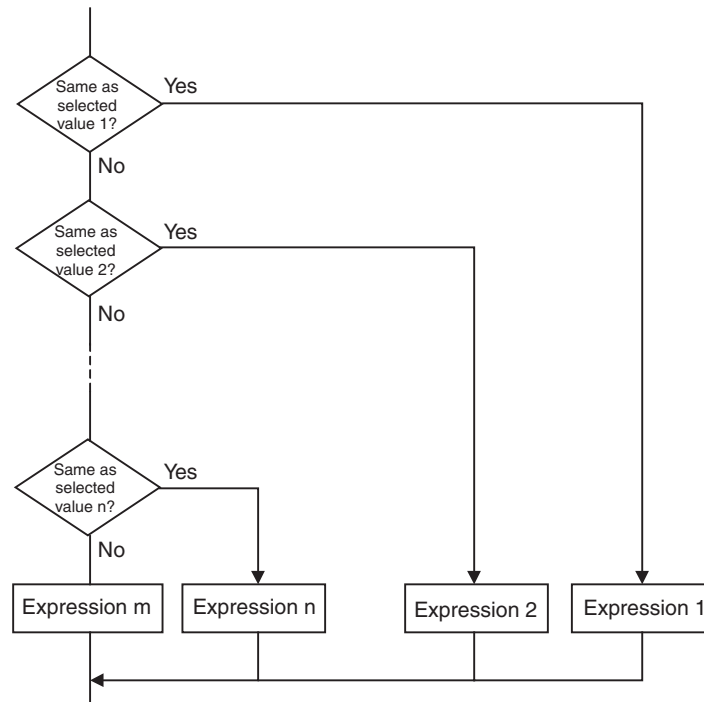 Same as
selected
value 1?
Yes
No
Same as
selected
value 2?
Yes
No
Same as
selected
value n?
Yes
No
Expression m
Expression n
Expression 2
Expression 1